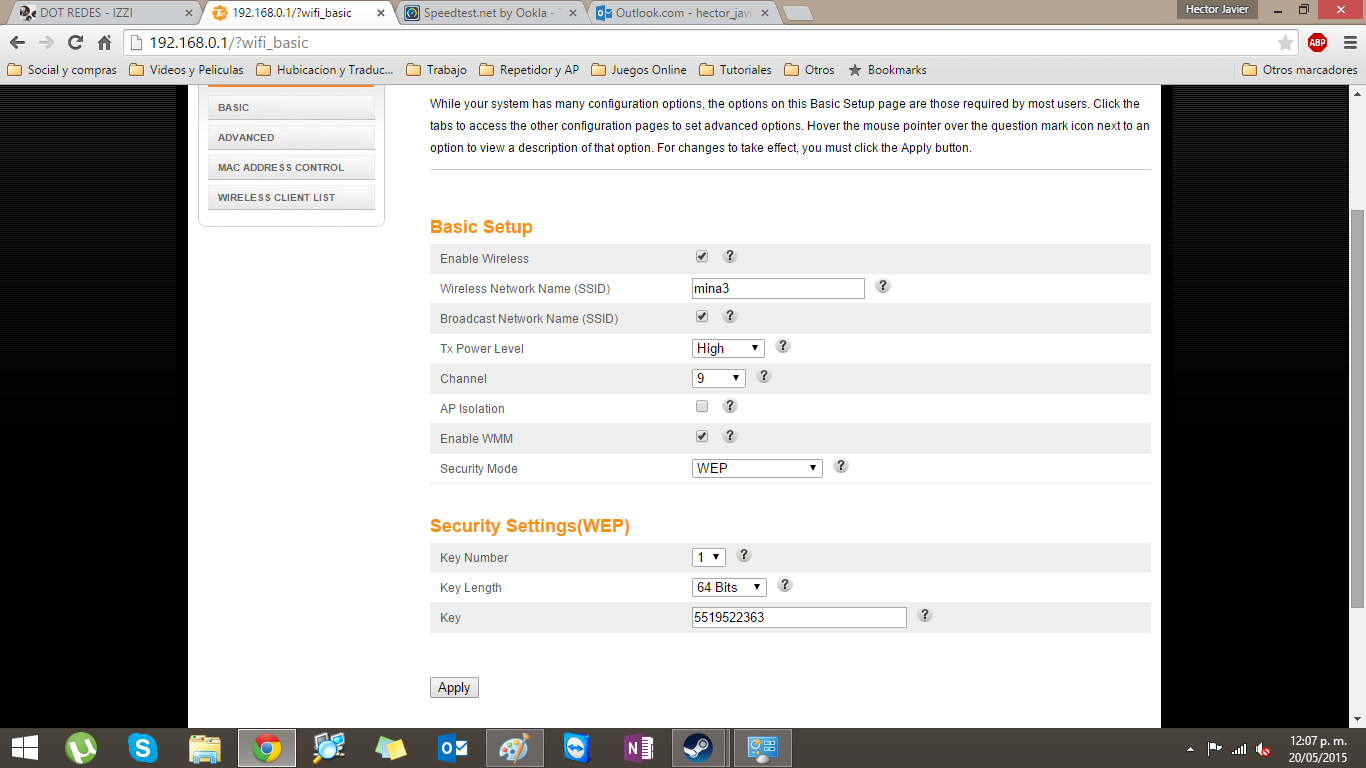 DOT REDES - IZZI
192.168.0.1/?wifi_basic
Speedtest.net by Ookla -
Outlook.com - hector_javi
Hector Javier
192.168.0.1/?wifi_basic
ABP
Social y compras
Videos y Peliculas
Hubicacion y Traduc...
Trabajo
Repetidor y AP
Juegos Online
Tutoriales
Otros
Bookmarks
Otros marcadores
BASIC
ADVANCED
MAC ADDRESS CONTROL
WIRELESS CLIENT LIST
While your system has many configuration options, the options on this Basic Setup page are those required by most users. Click the
tabs to access the other configuration pages to set advanced options. Hover the mouse pointer over the question mark icon next to an
option to view a description of that option. For changes to take effect, you must click the Apply button.
Basic Setup
Enable Wireless ?
Wireless Network Name (SSID) mina3 ?
Broadcast Network Name (SSID) ?
Tx Power Level High ?
Channel 9 ?
AP Isolation ?
Enable WMM ?
Security Mode WEP ?
Security Settings(WEP)
Key Number 1 ?
Key Length 64 Bits ?
Key 5519522363 ?
Apply
12:07 p. m.
20/05/2015